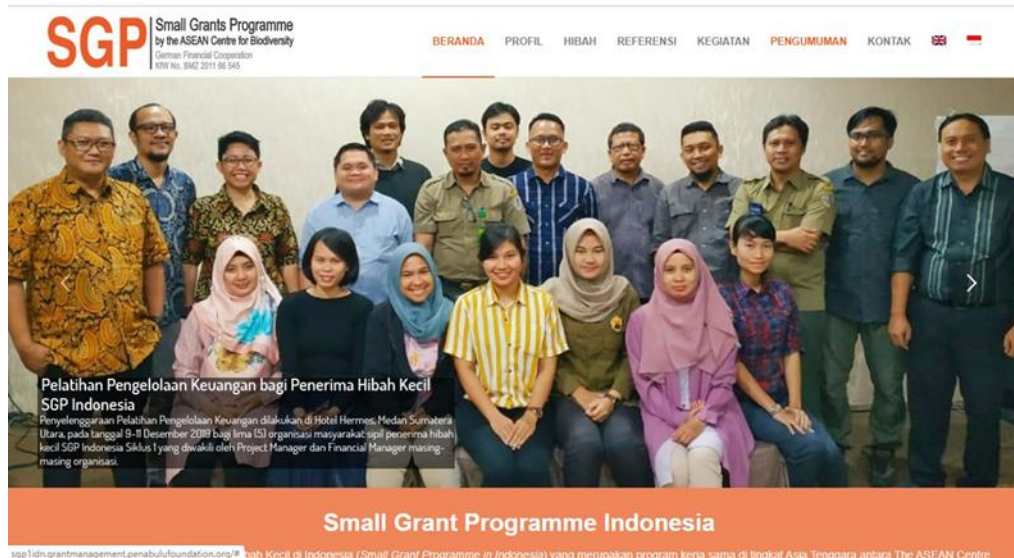 SGP
Small Grants Programme
by the ASEAN Centre for Biodiversity
German Financial Cooperation
KfW No. BMZ 2011 66 545
BERANDA PROFIL HIBAH REFERENSI KEGIATAN PENGUMUMAN KONTAK
Pelatihan Pengelolaan Keuangan bagi Penerima Hibah Kecil
SGP Indonesia
Penyelenggaraan Pelatihan Pengelolaan Keuangan dilakukan di Hotel Hermes, Medan Sumatera
Utara, pada tanggal 9-11 Desember 2019 bagi lima (5) organisasi masyarakat sipil penerima hibah
kecil SGP Indonesia Siklus 1 yang diwakili oleh Project Manager dan Financial Manager masing-
masing organisasi.
Small Grant Programme Indonesia
sgp1idn.grantmanagement.penabulufoundation.org/# Kecil di Indonesia (Small Grant Programme in Indonesia) yang merupakan program kerja sama di tingkat Asia Tenggara antara The ASEAN Centre